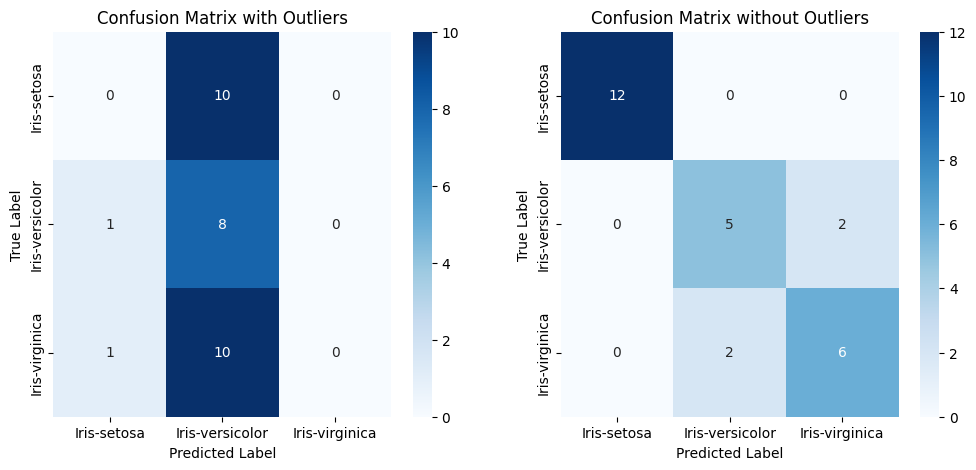 Confusion Matrix with Outliers
Iris-setosa
Iris-versicolor
Iris-virginica
True Label
0 10 0
1 8 0
1 10 0
Iris-setosa Iris-versicolor Iris-virginica
Predicted Label
10
8
6
4
2
0
Confusion Matrix without Outliers
Iris-setosa
Iris-versicolor
Iris-virginica
True Label
12 0 0
0 5 2
0 2 6
Iris-setosa Iris-versicolor Iris-virginica
Predicted Label
12
10
8
6
4
2
0